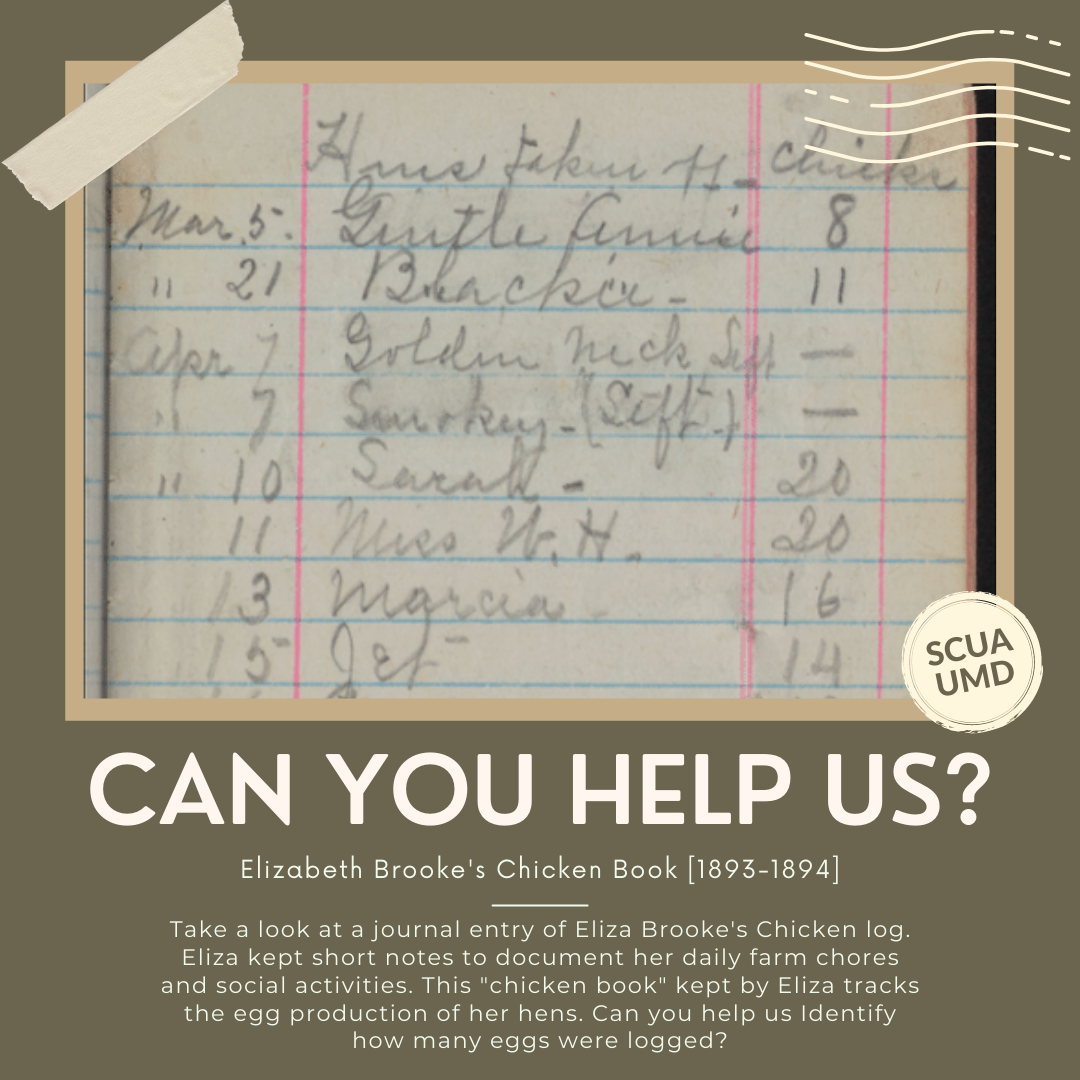 Hens taken off - chicks
Mar. 5. Gentle Annie 8
" 21 Blackie - 11
Apr 7 Golden Neck Sift —
" 7 Smokey - (Sift.) —
" 10 Sarah - 20
11 Miss W. H. 20
13 Marcia - 16
15 Jet - 14
SCUA
UMD
CAN YOU HELP US?
Elizabeth Brooke's Chicken Book [1893-1894]
Take a look at a journal entry of Eliza Brooke's Chicken log.
Eliza kept short notes to document her daily farm chores
and social activities. This "chicken book" kept by Eliza tracks
the egg production of her hens. Can you help us Identify
how many eggs were logged?